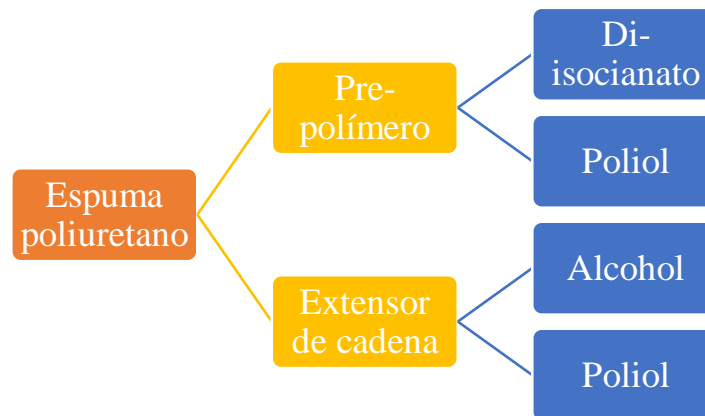 Espuma
poliuretano
Pre-
polímero
Di-
isocianato
Poliol
Extensor
de cadena
Alcohol
Poliol